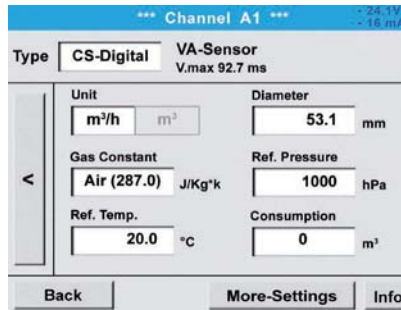 *** Channel A1 ***
- 24.1V
- 16 mA
Type CS-Digital VA-Sensor
V.max 92.7 ms
Unit Diameter
m³/h m³ 53.1 mm
Gas Constant Ref. Pressure
< Air (287.0) J/Kg*k 1000 hPa
Ref. Temp. Consumption
20.0 °C 0 m³
Back More-Settings Info